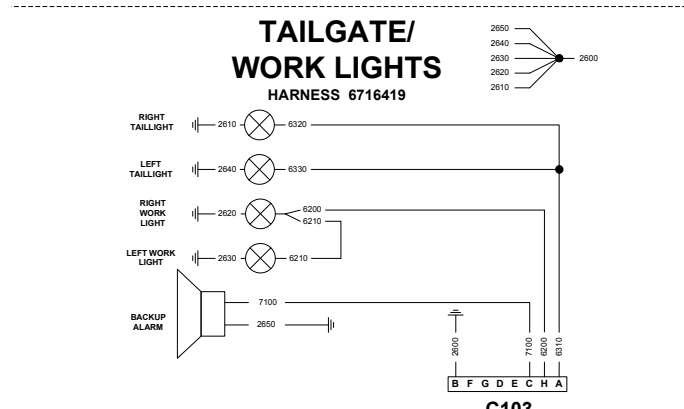 TAILGATE/
WORK LIGHTS
HARNESS 6716419
2650
2640
2630
2620
2610
2600
RIGHT
TAILLIGHT
2610
6320
LEFT
TAILLIGHT
2640
6330
RIGHT
WORK
LIGHT
2620
6200
6210
LEFT WORK
LIGHT
2630
6210
BACKUP
ALARM
7100
2650
2600
7100
6200
6310
B F G D E C H A
C103